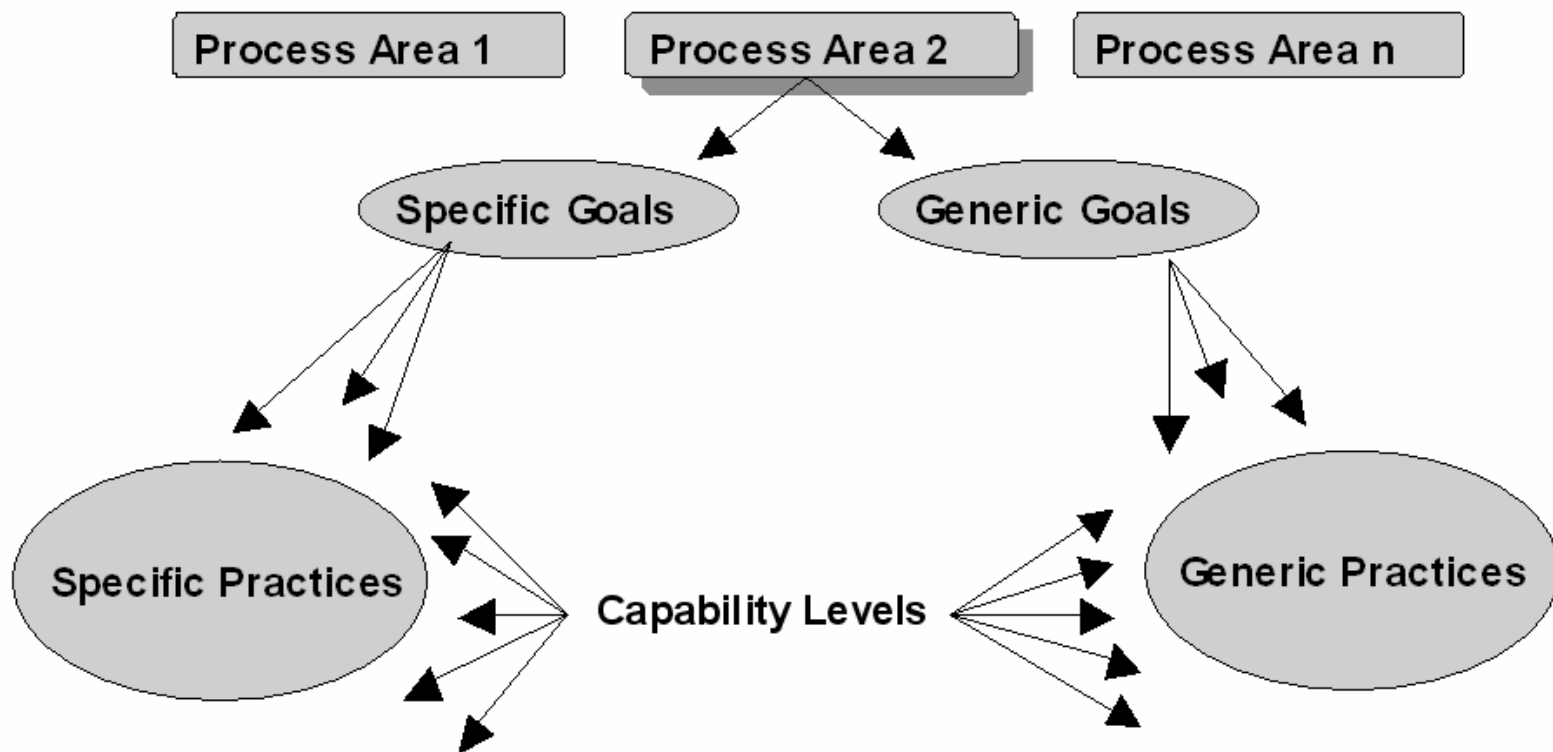 Process Area 1
Process Area 2
Process Area n
Specific Goals
Generic Goals
Specific Practices
Capability Levels
Generic Practices